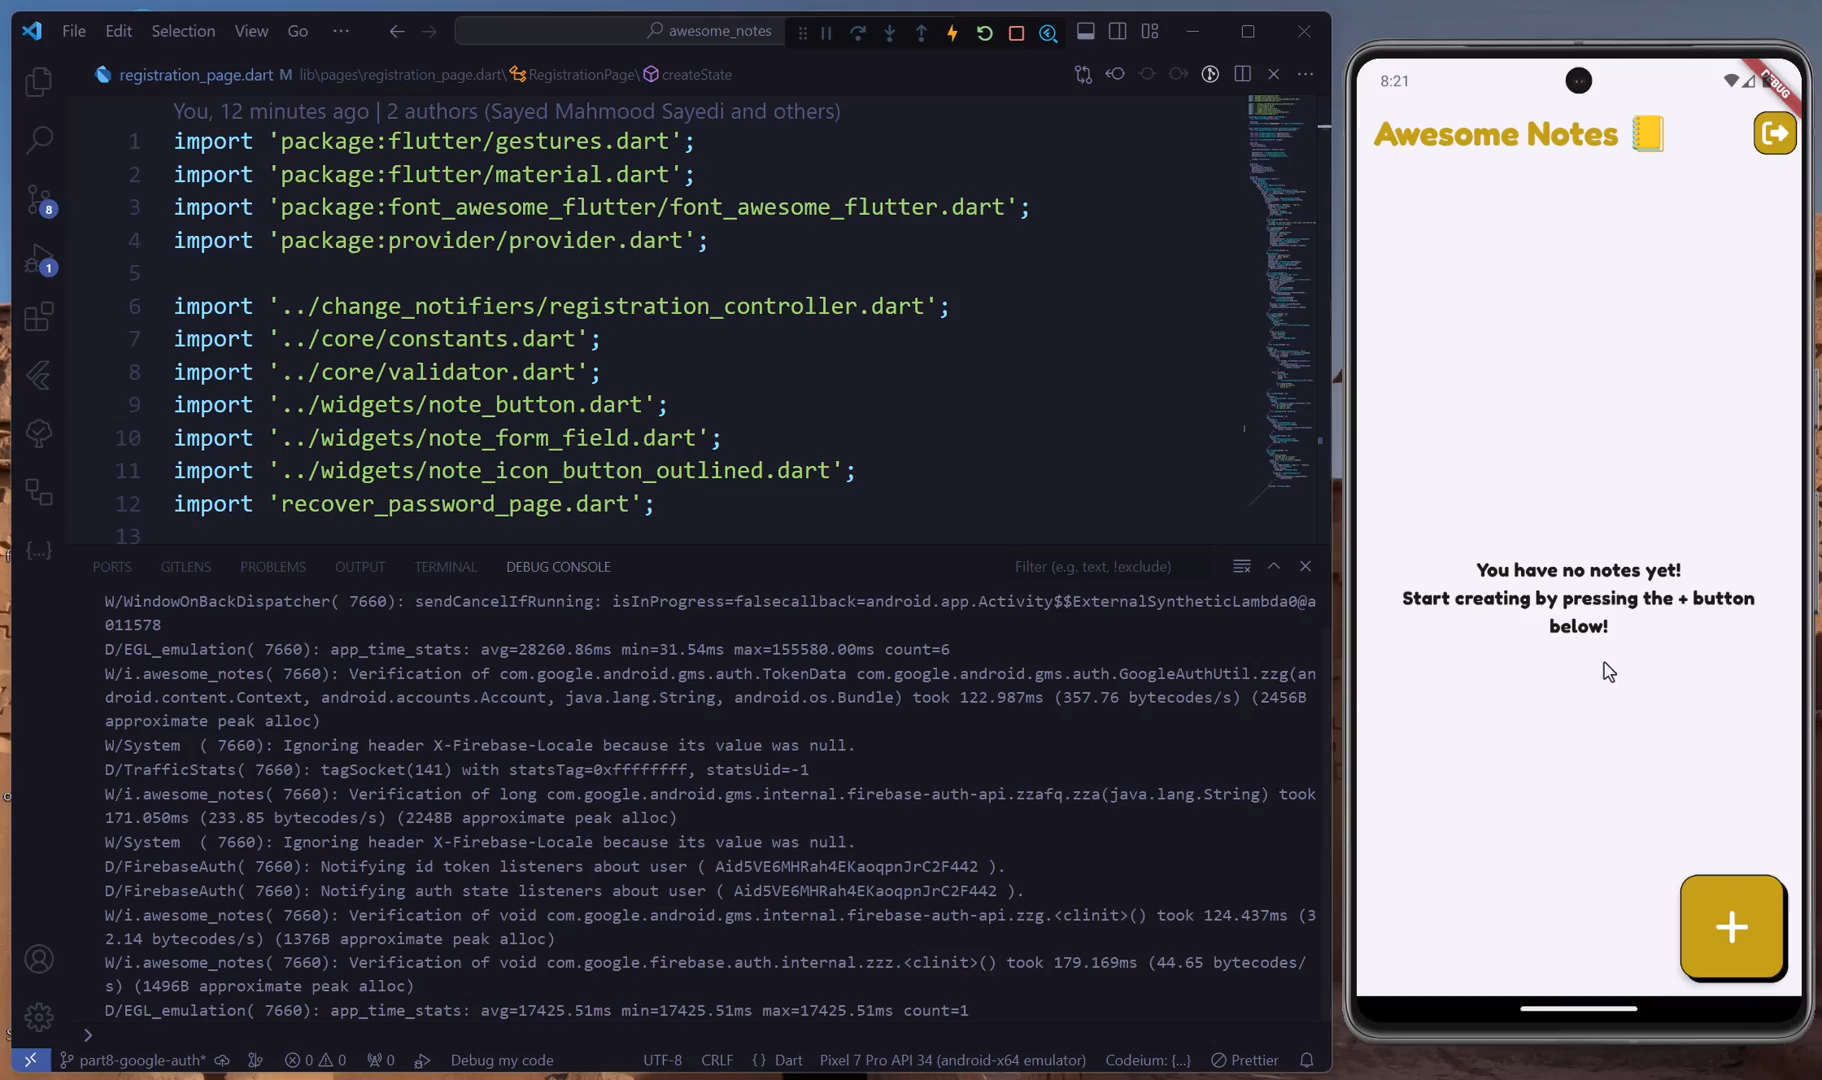 File Edit Selection View Go ··· awesome_notes
registration_page.dart M lib\pages\registration_page.dart\ RegistrationPage\ createState
You, 12 minutes ago | 2 authors (Sayed Mahmood Sayedi and others)
1 import 'package:flutter/gestures.dart';
2 import 'package:flutter/material.dart';
3 import 'package:font_awesome_flutter/font_awesome_flutter.dart';
4 import 'package:provider/provider.dart';
5
6 import '../change_notifiers/registration_controller.dart';
7 import '../core/constants.dart';
8 import '../core/validator.dart';
9 import '../widgets/note_button.dart';
10 import '../widgets/note_form_field.dart';
11 import '../widgets/note_icon_button_outlined.dart';
12 import 'recover_password_page.dart';
13
8
1
PORTS GITLENS PROBLEMS OUTPUT TERMINAL DEBUG CONSOLE Filter (e.g. text, !exclude)
W/WindowOnBackDispatcher( 7660): sendCancelIfRunning: isInProgress=falsecallback=android.app.Activity$$ExternalSyntheticLambda0@a
011578
D/EGL_emulation( 7660): app_time_stats: avg=28260.86ms min=31.54ms max=155580.00ms count=6
W/i.awesome_notes( 7660): Verification of com.google.android.gms.auth.TokenData com.google.android.gms.auth.GoogleAuthUtil.zzg(an
droid.content.Context, android.accounts.Account, java.lang.String, android.os.Bundle) took 122.987ms (357.76 bytecodes/s) (2456B
approximate peak alloc)
W/System  ( 7660): Ignoring header X-Firebase-Locale because its value was null.
D/TrafficStats( 7660): tagSocket(141) with statsTag=0xffffffff, statsUid=-1
W/i.awesome_notes( 7660): Verification of long com.google.android.gms.internal.firebase-auth-api.zzafq.zza(java.lang.String) took
171.050ms (233.85 bytecodes/s) (2248B approximate peak alloc)
W/System  ( 7660): Ignoring header X-Firebase-Locale because its value was null.
D/FirebaseAuth( 7660): Notifying id token listeners about user ( Aid5VE6MHRah4EKaoqpnJrC2F442 ).
D/FirebaseAuth( 7660): Notifying auth state listeners about user ( Aid5VE6MHRah4EKaoqpnJrC2F442 ).
W/i.awesome_notes( 7660): Verification of void com.google.android.gms.internal.firebase-auth-api.zzg.<clinit>() took 124.437ms (3
2.14 bytecodes/s) (1376B approximate peak alloc)
W/i.awesome_notes( 7660): Verification of void com.google.firebase.auth.internal.zzz.<clinit>() took 179.169ms (44.65 bytecodes/
s) (1496B approximate peak alloc)
D/EGL_emulation( 7660): app_time_stats: avg=17425.51ms min=17425.51ms max=17425.51ms count=1
>
part8-google-auth* 0 0 0 Debug my code UTF-8 CRLF { } Dart Pixel 7 Pro API 34 (android-x64 emulator) Codeium: {...} Prettier
8:21
DEBUG
Awesome Notes
You have no notes yet!
Start creating by pressing the + button
below!
+